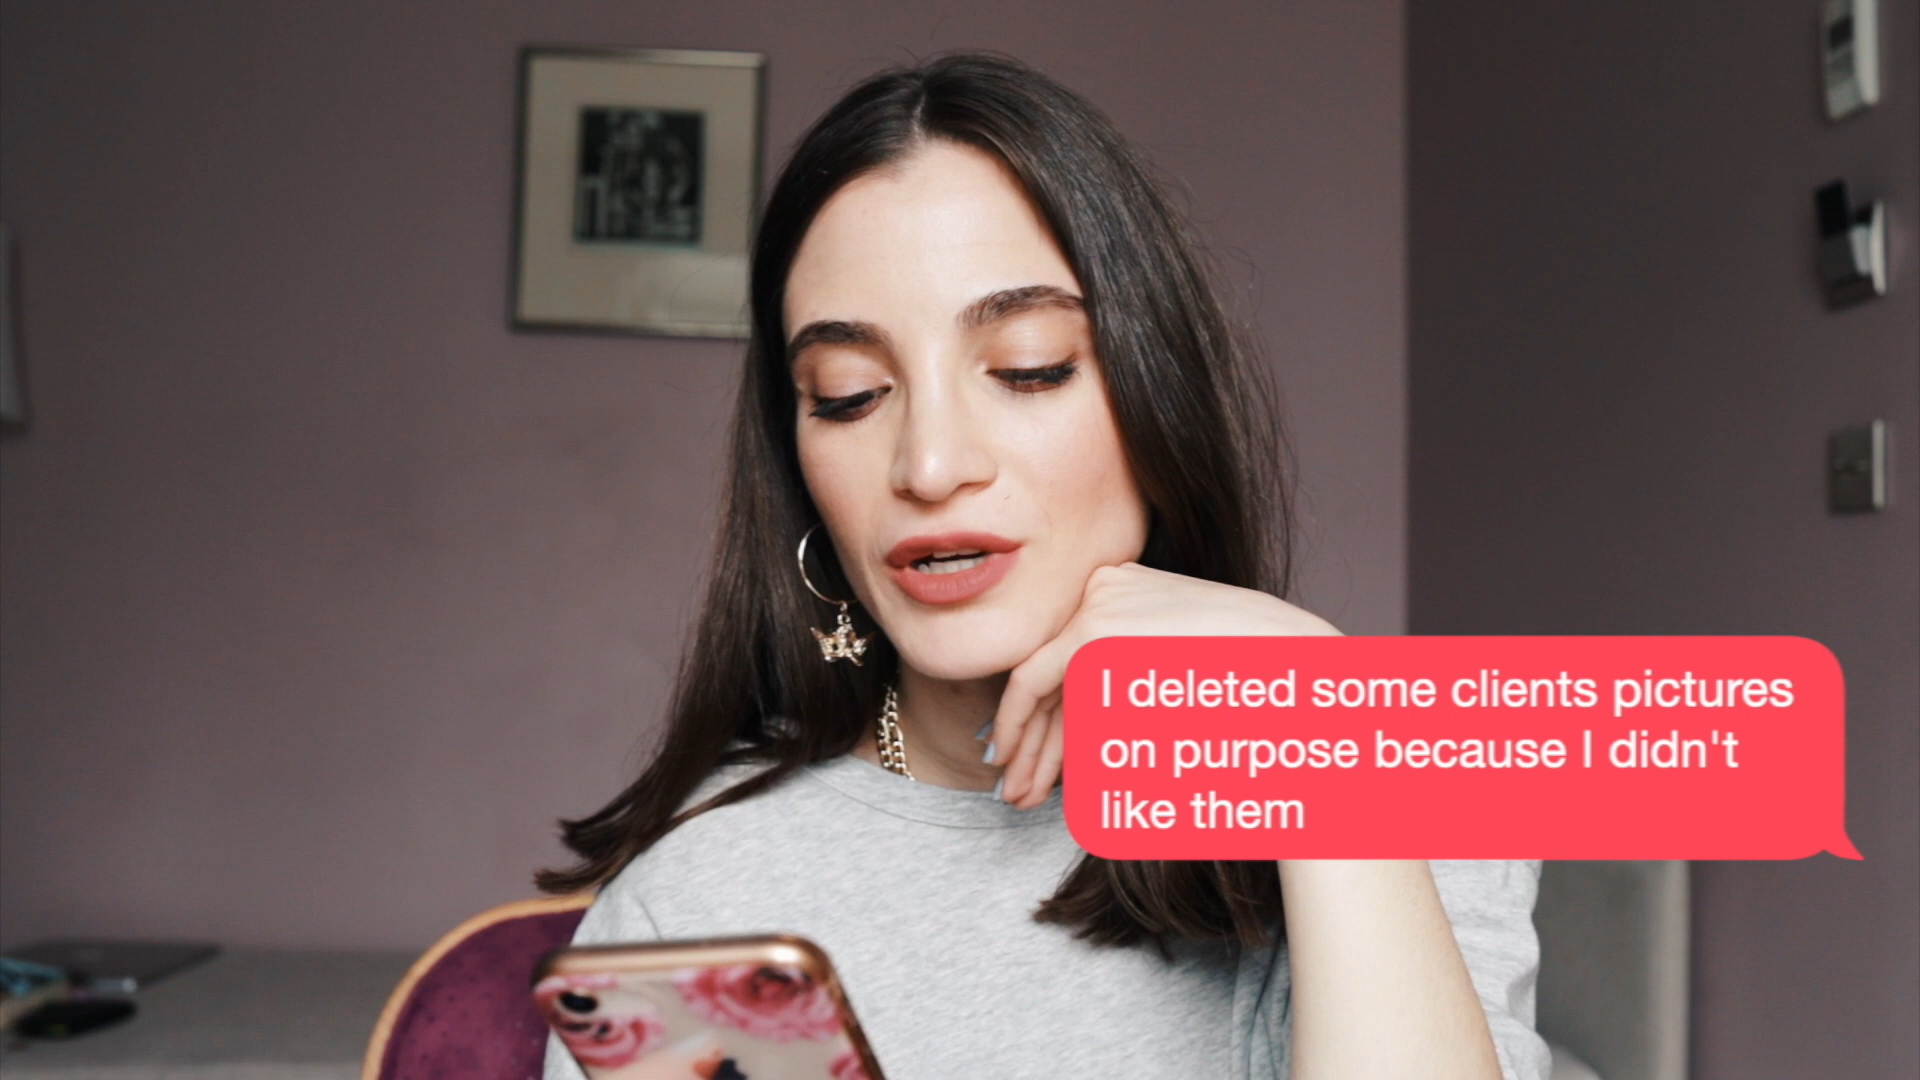 I deleted some clients pictures
on purpose because I didn't
like them